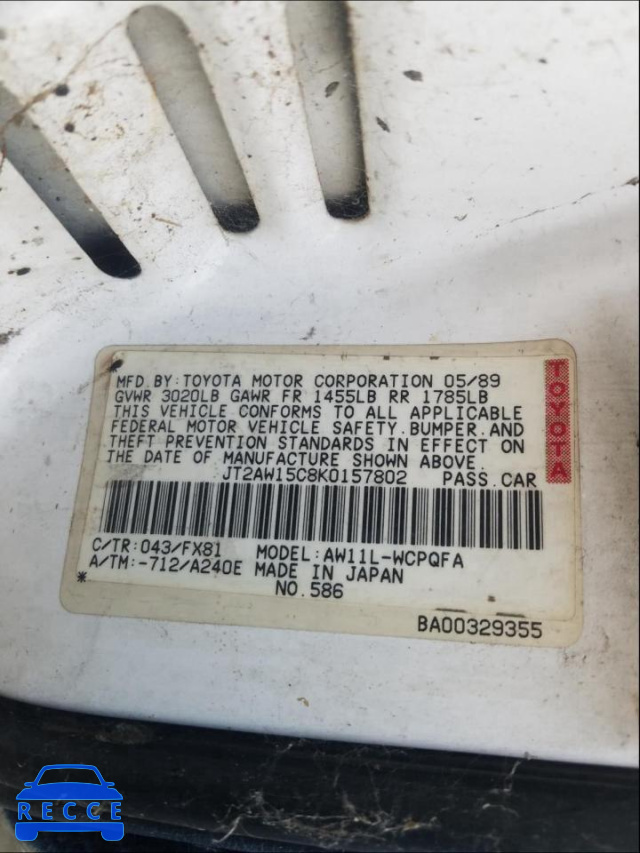 MFD.BY:TOYOTA MOTOR CORPORATION 05/89
GVWR 3020LB GAWR FR 1455LB RR 1785LB
THIS VEHICLE CONFORMS TO ALL APPLICABLE
FEDERAL MOTOR VEHICLE SAFETY.BUMPER.AND
THEFT PREVENTION STANDARDS IN EFFECT ON
THE DATE OF MANUFACTURE SHOWN ABOVE.
JT2AW15C8K0157802 PASS.CAR
TOYOTA
C/TR:043/FX81 MODEL:AW11L-WCPQFA
A/TM:-712/A240E MADE IN JAPAN
* NO.586
BA00329355
RECCE